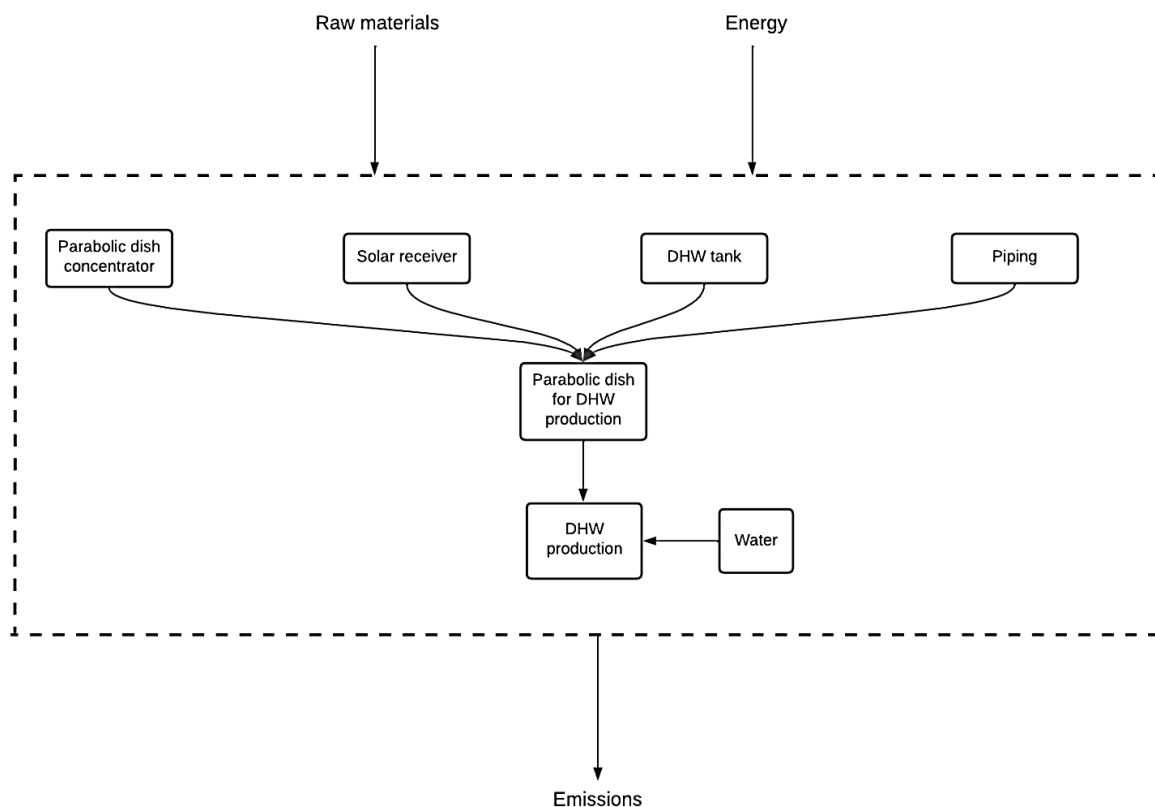 Raw materials
Energy
Parabolic dish
concentrator
Solar receiver
DHW tank
Piping
Parabolic dish
for DHW
production
DHW
production
Water
Emissions